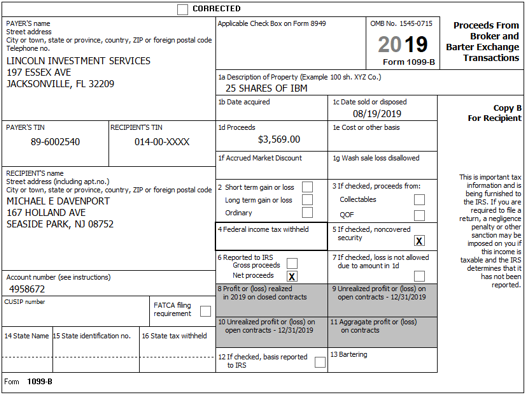 CORRECTED
PAYER'S name
Street address
City or town, state or province, country, ZIP or foreign postal code
Telephone no.
LINCOLN INVESTMENT SERVICES
197 ESSEX AVE
JACKSONVILLE, FL 32209
Applicable Check Box on Form 8949
OMB No. 1545-0715
2019
Form 1099-B
Proceeds From
Broker and
Barter Exchange
Transactions
1a Description of Property (Example 100 sh. XYZ Co.)
25 SHARES OF IBM
1b Date acquired
1c Date sold or disposed
08/19/2019
Copy B
For Recipient
PAYER'S TIN
89-6002540
RECIPIENT'S TIN
014-00-XXXX
1d Proceeds
$3,569.00
1e Cost or other basis
1f Accrued Market Discount
1g Wash sale loss disallowed
RECIPIENT'S name
Street address (including apt.no.)
City or town, state or province, country, ZIP or foreign postal code
MICHAEL E DAVENPORT
167 HOLLAND AVE
SEASIDE PARK, NJ 08752
2 Short term gain or loss
Long term gain or loss
Ordinary
3 If checked, proceeds from:
Collectables
QOF
This is important tax
information and is
being furnished to
the IRS. If you are
required to file a
return, a negligence
penalty or other
sanction may be
imposed on you if
this income is
taxable and the IRS
determines that it
has not been
reported.
4 Federal income tax withheld
5 If checked, noncovered
security
X
6 Reported to IRS
Gross proceeds
Net proceeds X
7 If checked, loss is not allowed
due to amount in 1d
Account number (see instructions)
4958672
8 Profit or (loss) realized
in 2019 on closed contracts
9 Unrealized profiit or (loss) on
open contracts - 12/31/2019
CUSIP number
FATCA filing
requirement
10 Unrealized profiit or (loss) on
open contracts - 12/31/2019
11 Aggregate profiit or (loss)
on contracts
14 State Name
15 State identification no.
16 State tax withheld
12 If checked, basis reported
to IRS
13 Bartering
Form 1099-B